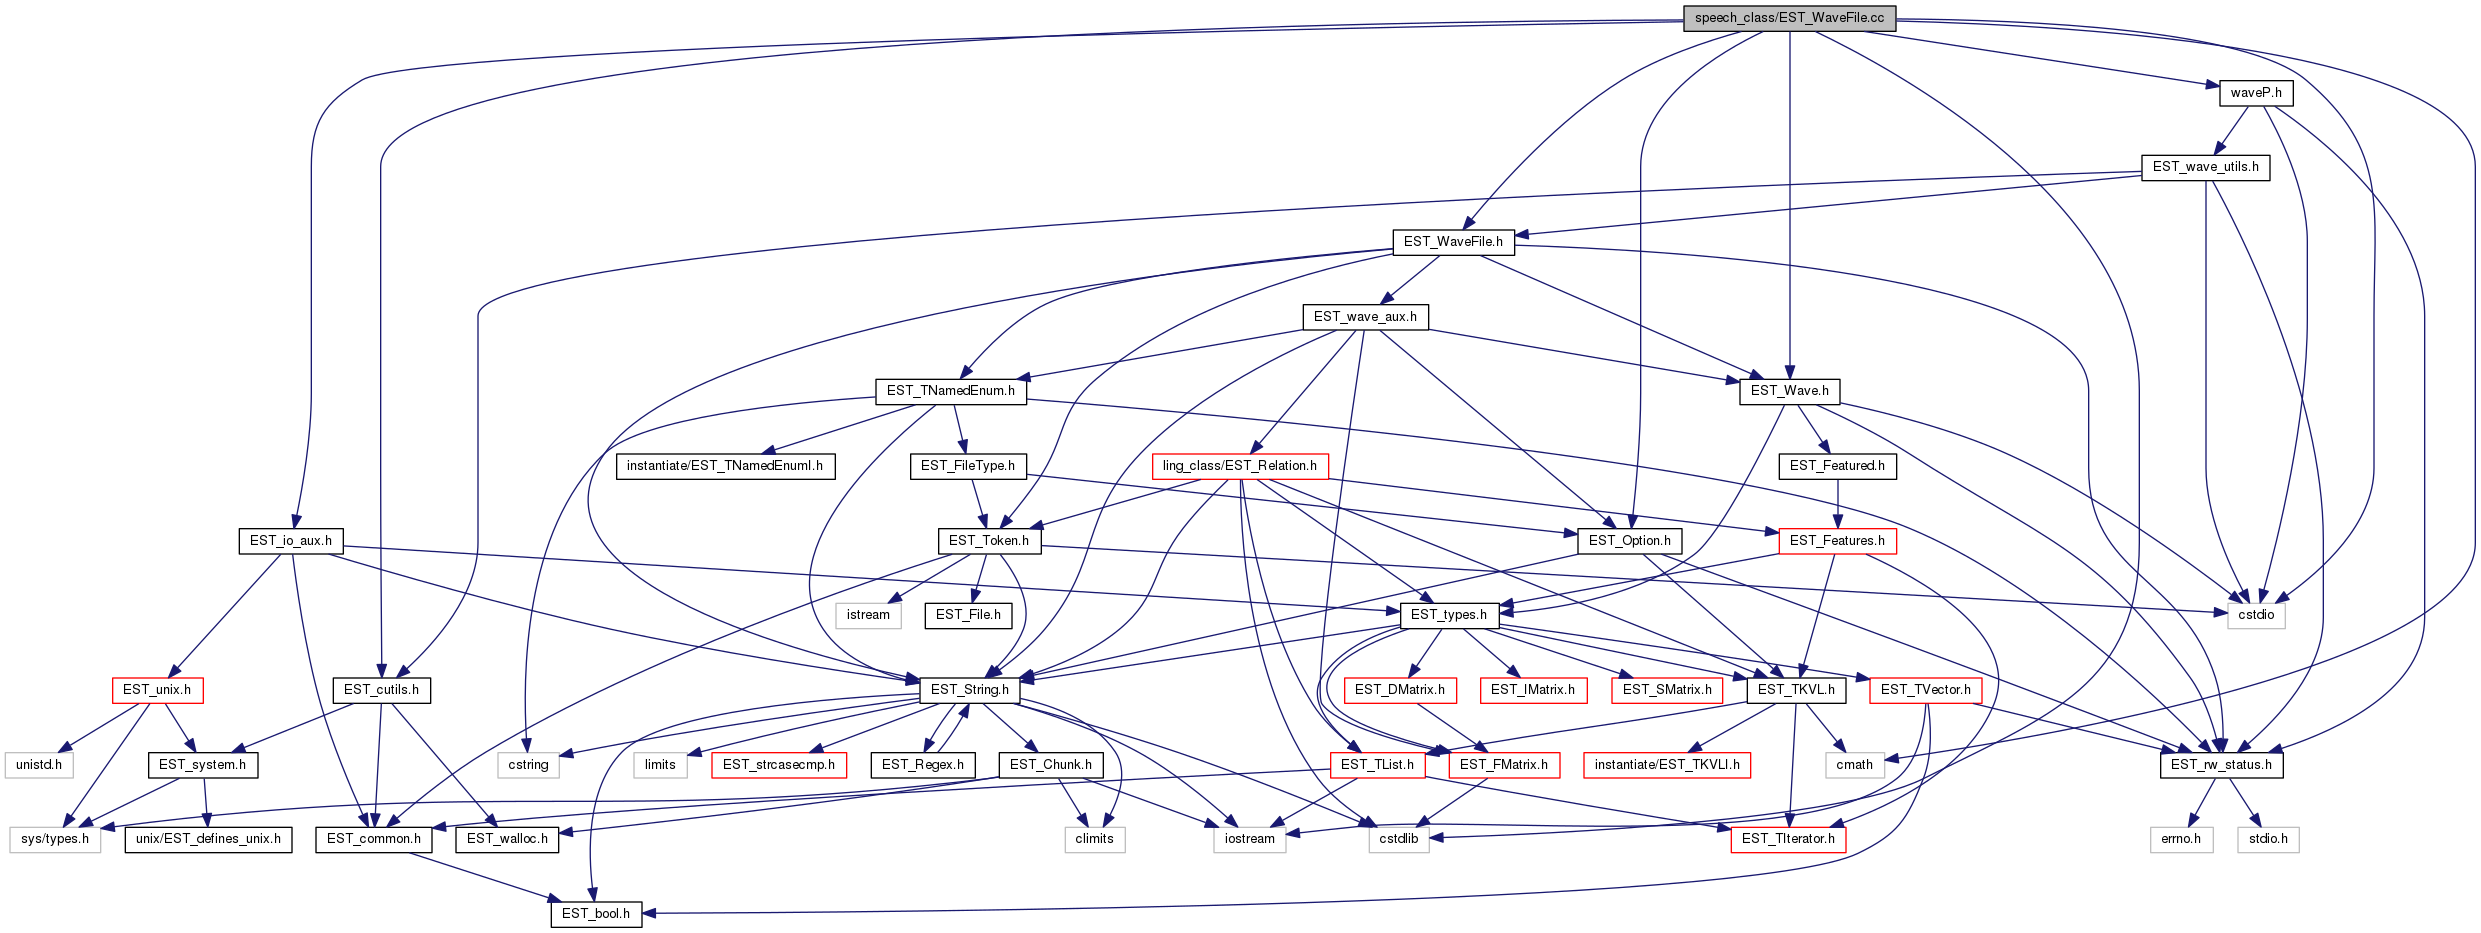 speech_class/EST_WaveFile.cc
waveP.h
EST_wave_utils.h
EST_WaveFile.h
EST_wave_aux.h
EST_TNamedEnum.h
EST_Wave.h
instantiate/EST_TNamedEnumI.h
EST_FileType.h
ling_class/EST_Relation.h
EST_Featured.h
EST_io_aux.h
EST_Token.h
EST_Option.h
EST_Features.h
istream
EST_File.h
EST_types.h
cstdio
EST_unix.h
EST_cutils.h
EST_String.h
EST_DMatrix.h
EST_IMatrix.h
EST_SMatrix.h
EST_TKVL.h
EST_TVector.h
unistd.h
EST_system.h
cstring
limits
EST_strcasecmp.h
EST_Regex.h
EST_Chunk.h
EST_TList.h
EST_FMatrix.h
instantiate/EST_TKVLI.h
cmath
EST_rw_status.h
sys/types.h
unix/EST_defines_unix.h
EST_common.h
EST_walloc.h
climits
iostream
cstdlib
EST_TIterator.h
errno.h
stdio.h
EST_bool.h